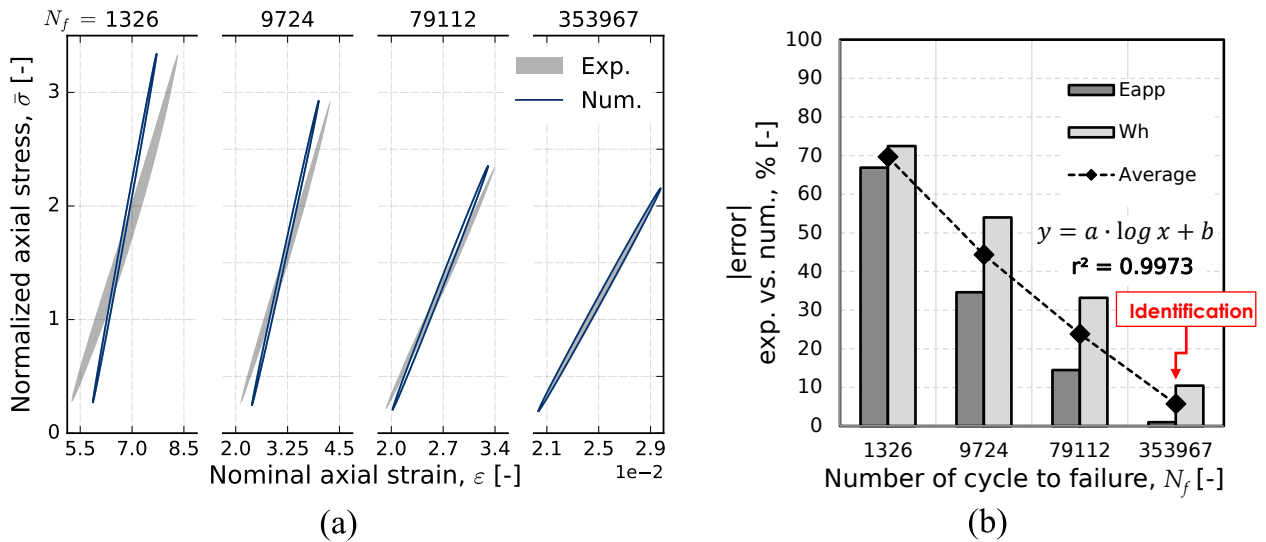 N_f = 1326 9724 79112 353967
Normalized axial stress, σ̄ [-]
3
2
1
0
Exp.
Num.
5.5 7.0 8.5 2.0 3.25 4.5 2.0 2.7 3.4 2.1 2.5 2.9
Nominal axial strain, ε [-] 1e−2
(a)
|error|
exp. vs. num., % [-]
100
90
80
70
60
50
40
30
20
10
0
Eapp
Wh
Average
y = a · log x + b
r² = 0.9973
Identification
1326 9724 79112 353967
Number of cycle to failure, N_f [-]
(b)